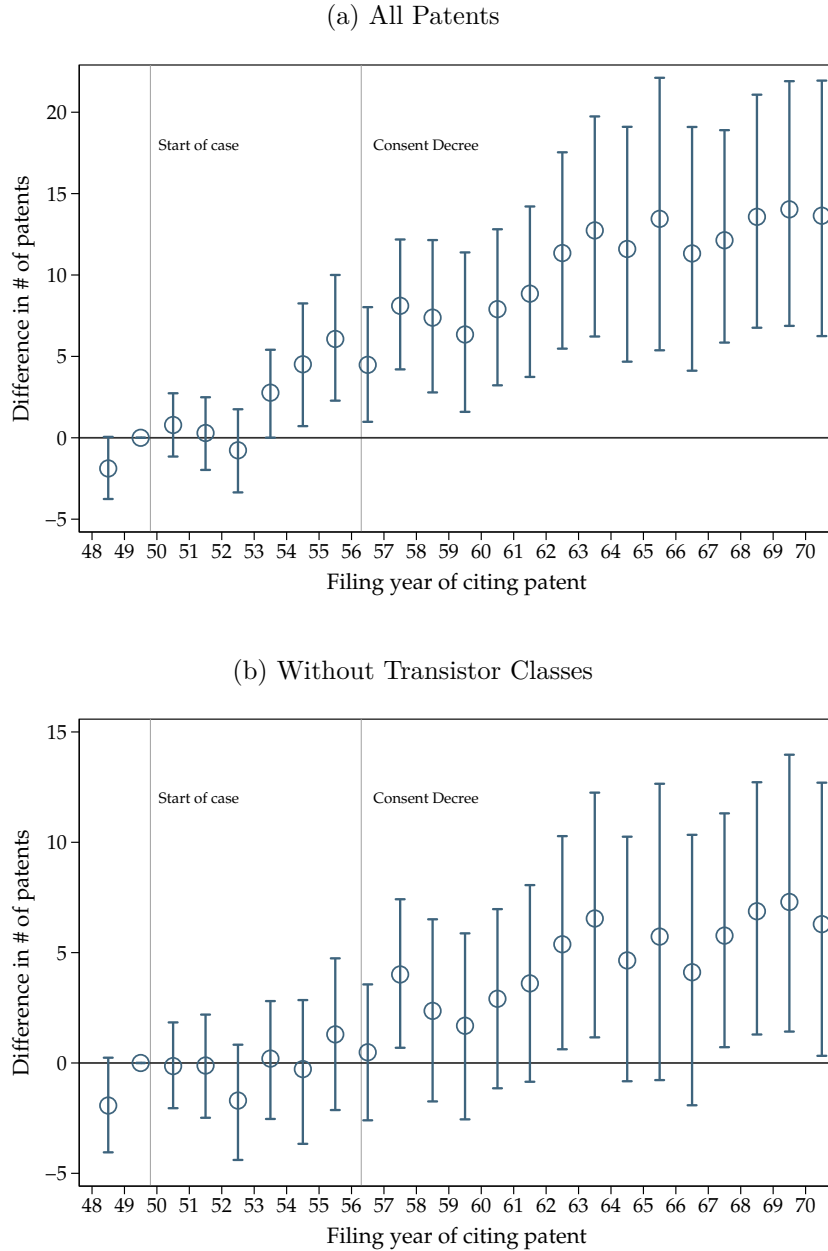 (a) All Patents
Difference in # of patents
20
15
10
5
0
−5
Start of case
Consent Decree
48 49 50 51 52 53 54 55 56 57 58 59 60 61 62 63 64 65 66 67 68 69 70
Filing year of citing patent
(b) Without Transistor Classes
Difference in # of patents
15
10
5
0
−5
Start of case
Consent Decree
48 49 50 51 52 53 54 55 56 57 58 59 60 61 62 63 64 65 66 67 68 69 70
Filing year of citing patent